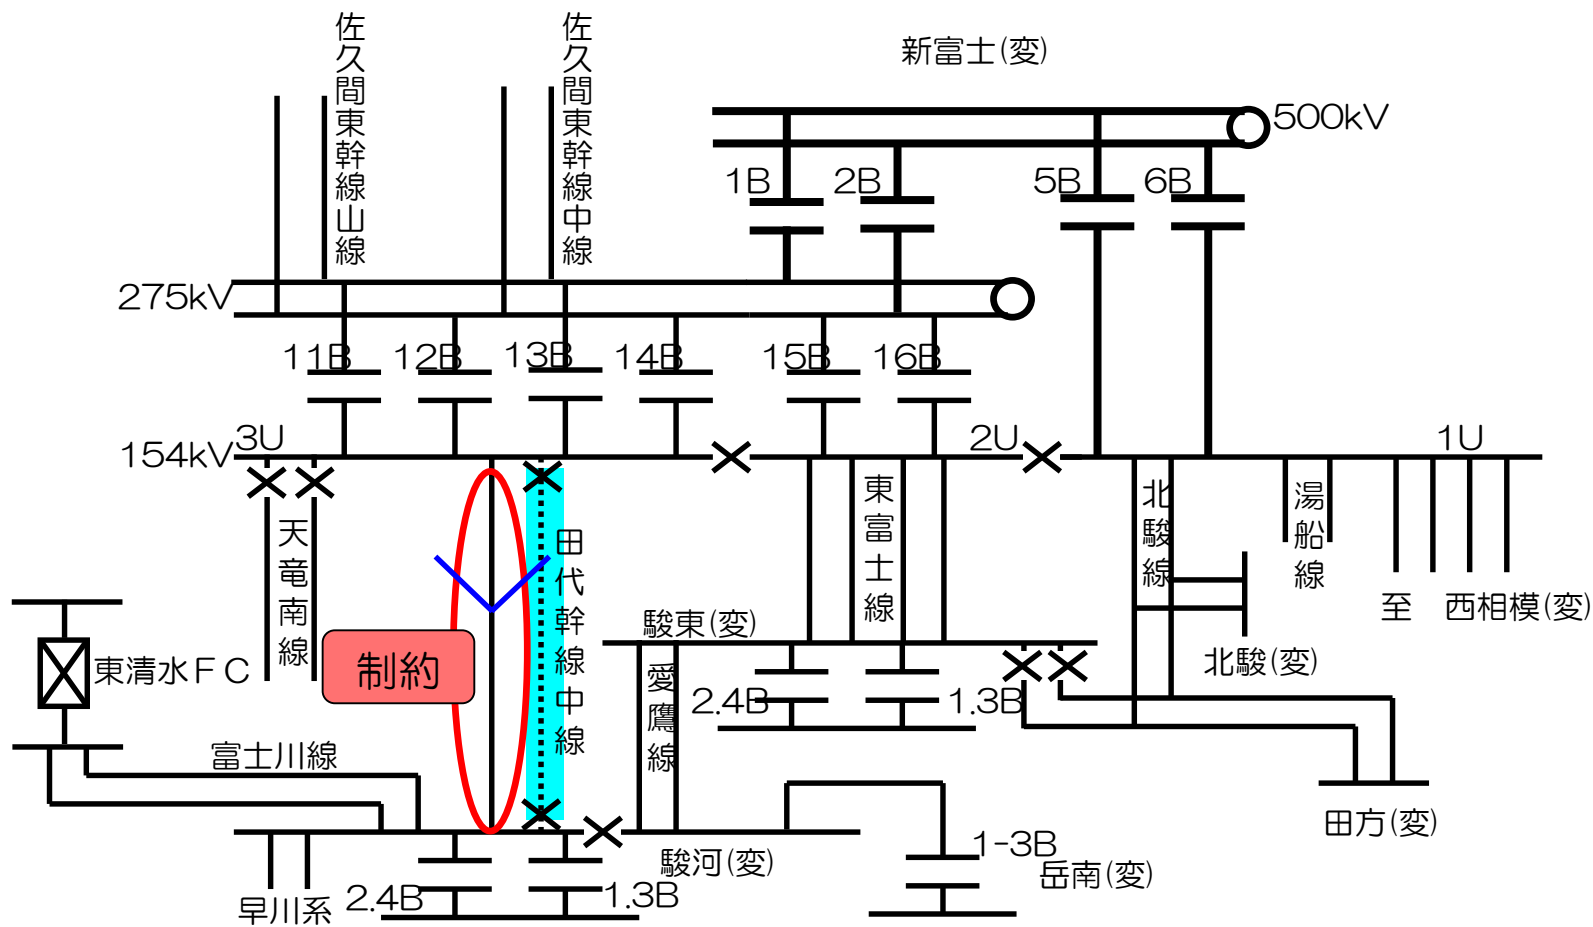 佐久間東幹線山線
佐久間東幹線中線
新富士(変)
500kV
1B
2B
5B
6B
275kV
11B
12B
13B
14B
15B
16B
154kV
3U
2U
1U
天竜南線
田代幹線中線
東富士線
北駿線
湯船線
至 西相模(変)
東清水FC
制約
駿東(変)
北駿(変)
愛鷹線
2.4B
1.3B
富士川線
田方(変)
駿河(変)
1-3B
岳南(変)
早川系
2.4B
1.3B